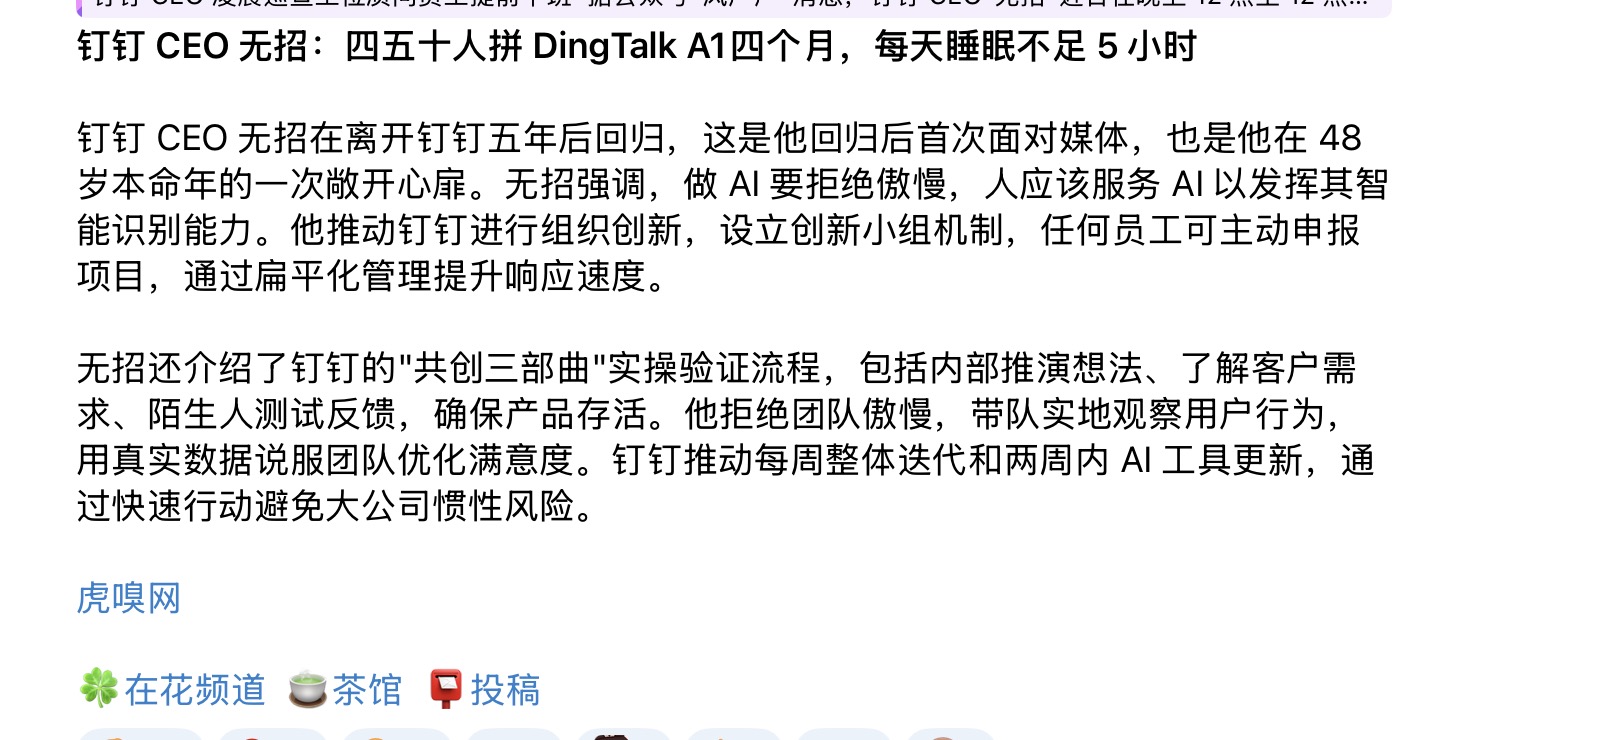 钉钉 CEO 无招：四五十人拼 DingTalk A1四个月，每天睡眠不足 5 小时
钉钉 CEO 无招在离开钉钉五年后回归，这是他回归后首次面对媒体，也是他在 48
岁本命年的一次敞开心扉。无招强调，做 AI 要拒绝傲慢，人应该服务 AI 以发挥其智
能识别能力。他推动钉钉进行组织创新，设立创新小组机制，任何员工可主动申报
项目，通过扁平化管理提升响应速度。
无招还介绍了钉钉的"共创三部曲"实操验证流程，包括内部推演想法、了解客户需
求、陌生人测试反馈，确保产品存活。他拒绝团队傲慢，带队实地观察用户行为，
用真实数据说服团队优化满意度。钉钉推动每周整体迭代和两周内 AI 工具更新，通
过快速行动避免大公司惯性风险。
虎嗅网
🍀在花频道 🍵茶馆 📮投稿